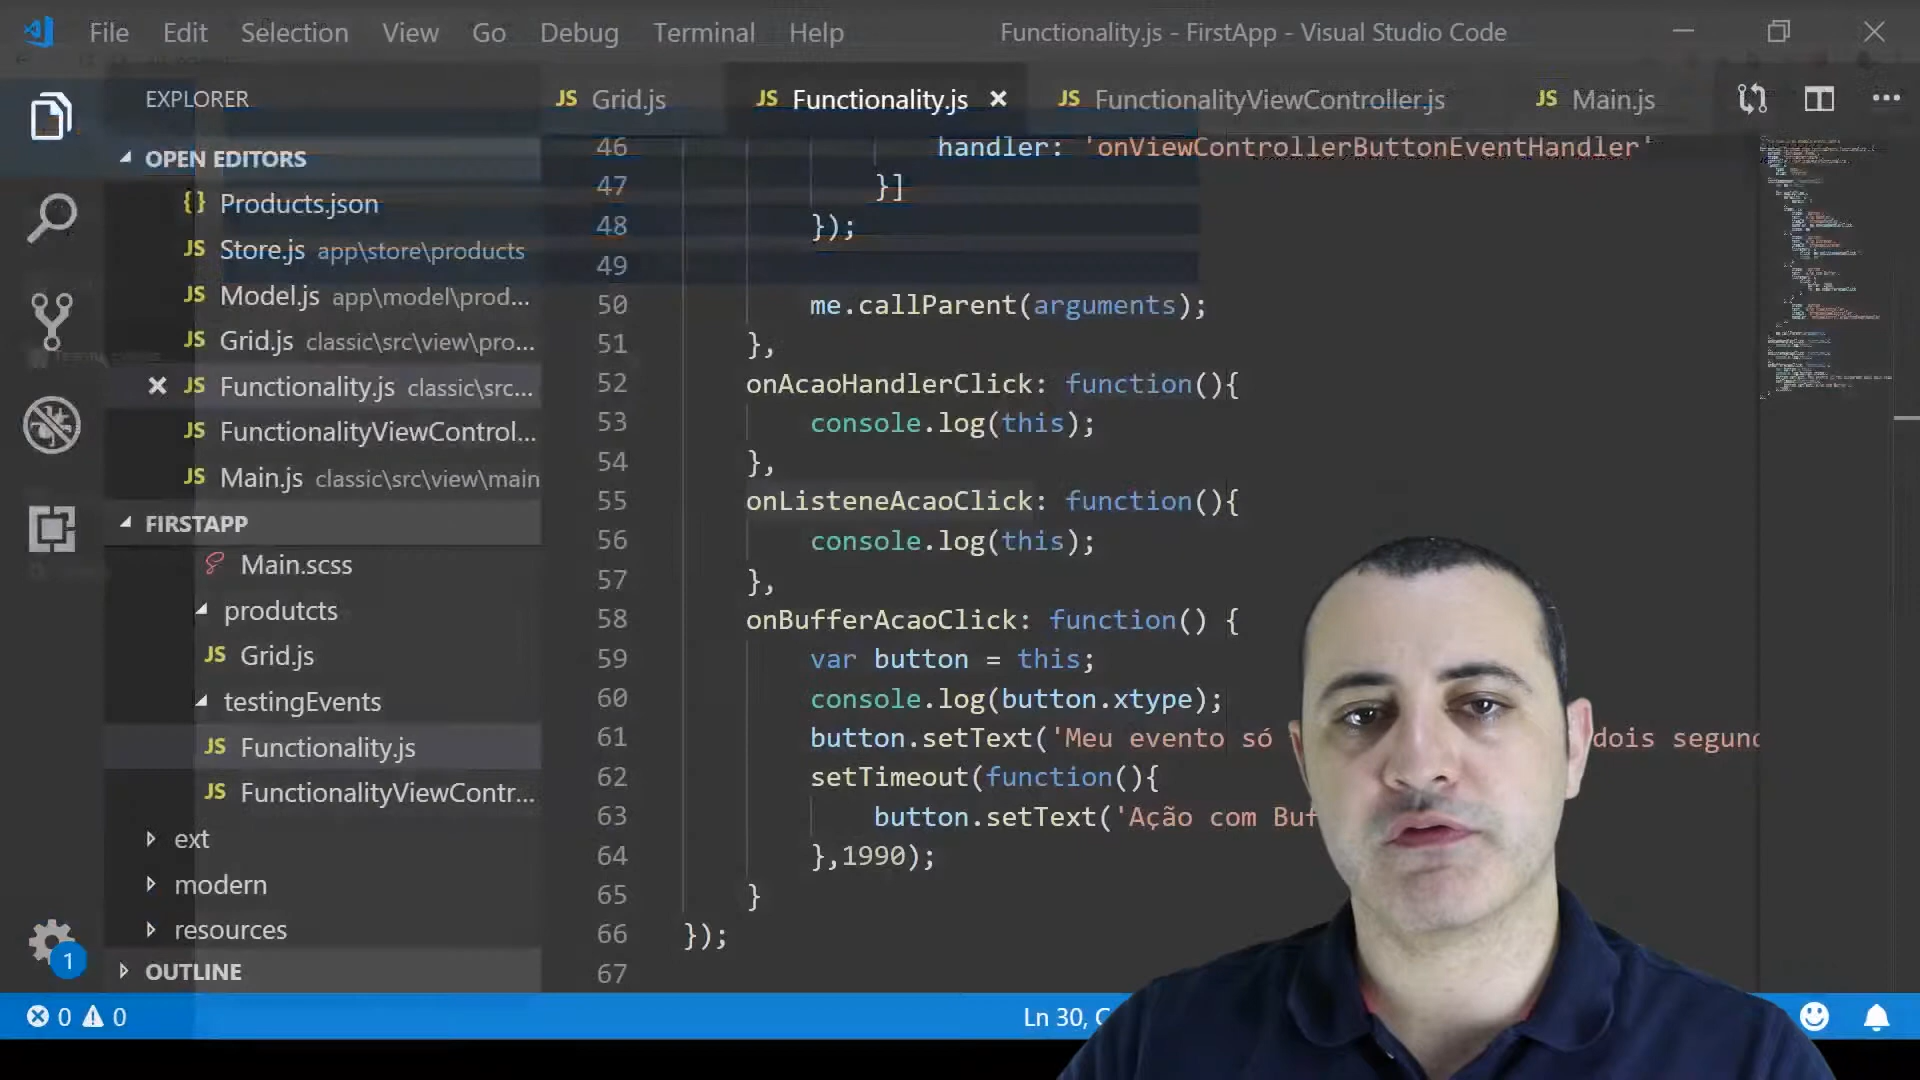 File Edit Selection View Go Debug Terminal Help Functionality.js - FirstApp - Visual Studio Code
EXPLORER
JS Grid.js JS Functionality.js JS FunctionalityViewController.js JS Main.js
OPEN EDITORS
{} Products.json
JS Store.js app\store\products
JS Model.js app\model\prod...
JS Grid.js classic\src\view\pro...
JS Functionality.js classic\src...
JS FunctionalityViewControl...
JS Main.js classic\src\view\main
FIRSTAPP
Main.scss
produtcts
JS Grid.js
testingEvents
JS Functionality.js
JS FunctionalityViewContr...
ext
modern
resources
OUTLINE
46 handler: 'onViewControllerButtonEventHandler'
47 }]
48 });
49
50 me.callParent(arguments);
51 },
52 onAcaoHandlerClick: function(){
53 console.log(this);
54 },
55 onListeneAcaoClick: function(){
56 console.log(this);
57 },
58 onBufferAcaoClick: function() {
59 var button = this;
60 console.log(button.xtype);
61 button.setText('Meu evento só dois segund
62 setTimeout(function(){
63 button.setText('Ação com Buf
64 },1990);
65 }
66 });
67
1
0 0 Ln 30, C